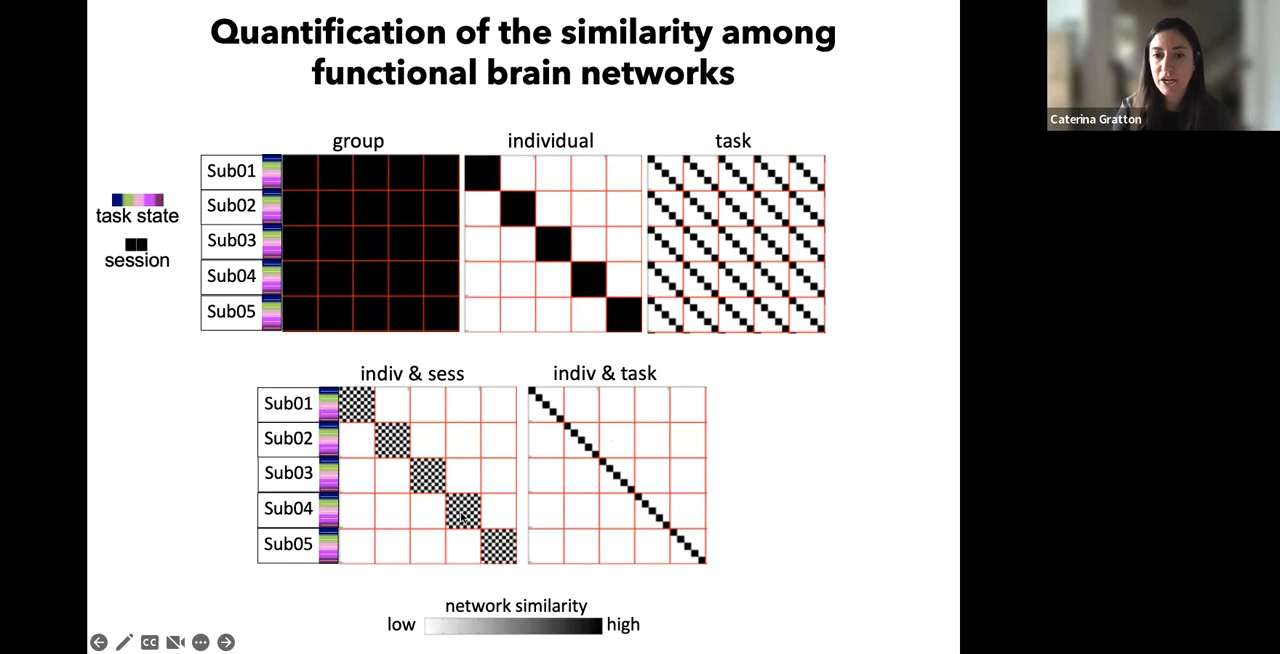 Quantification of the similarity among
functional brain networks
Caterina Gratton
group
individual
task
Sub01
Sub02
Sub03
Sub04
Sub05
task state
session
indiv & sess
indiv & task
Sub01
Sub02
Sub03
Sub04
Sub05
network similarity
low
high
CC